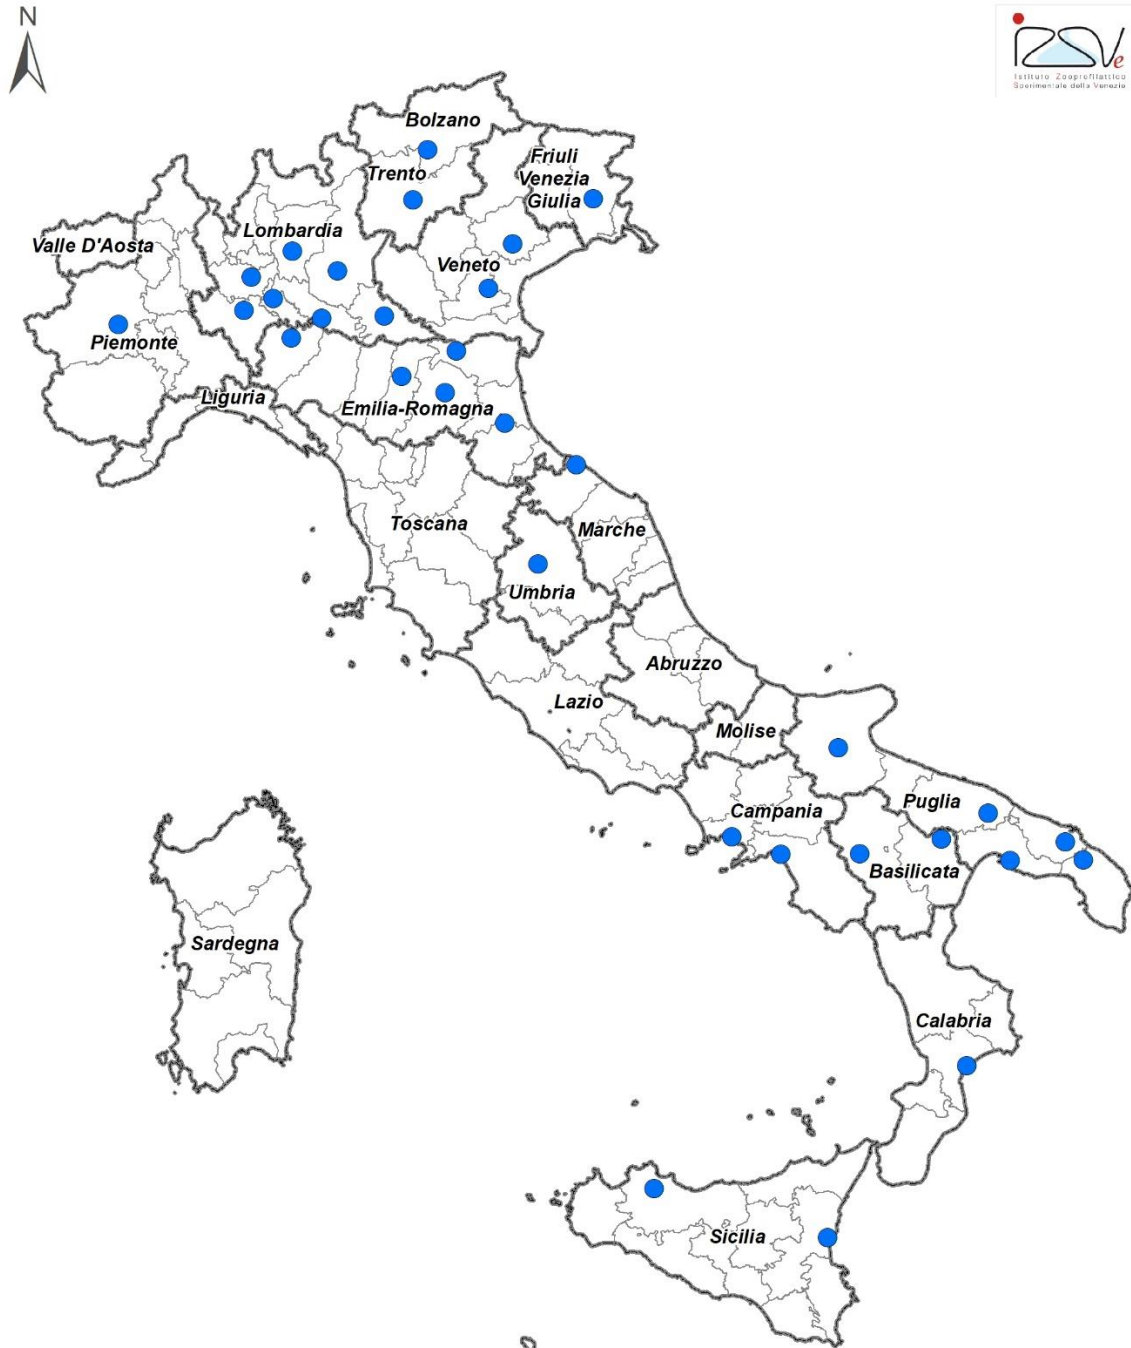 N
IZSVe
Istituto Zooprofilattico
Sperimentale delle Venezie
Bolzano
Trento
Friuli
Venezia
Giulia
Lombardia
Valle D'Aosta
Veneto
Piemonte
Liguria
Emilia-Romagna
Toscana
Marche
Umbria
Abruzzo
Lazio
Molise
Puglia
Campania
Basilicata
Sardegna
Calabria
Sicilia